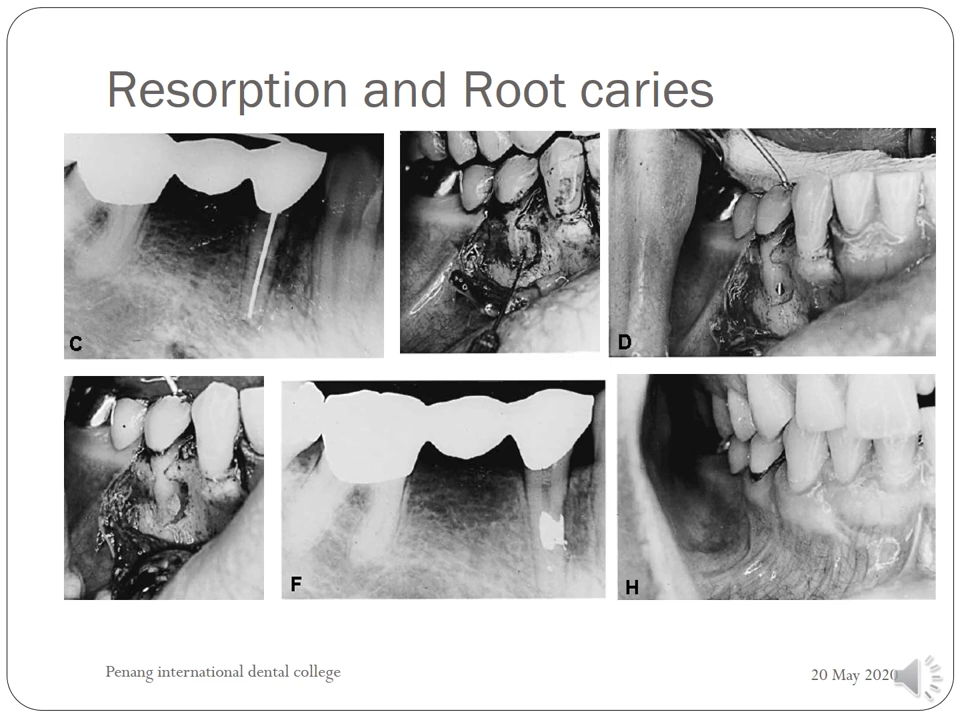 Resorption and Root caries
C
D
F
H
Penang international dental college
20 May 2020